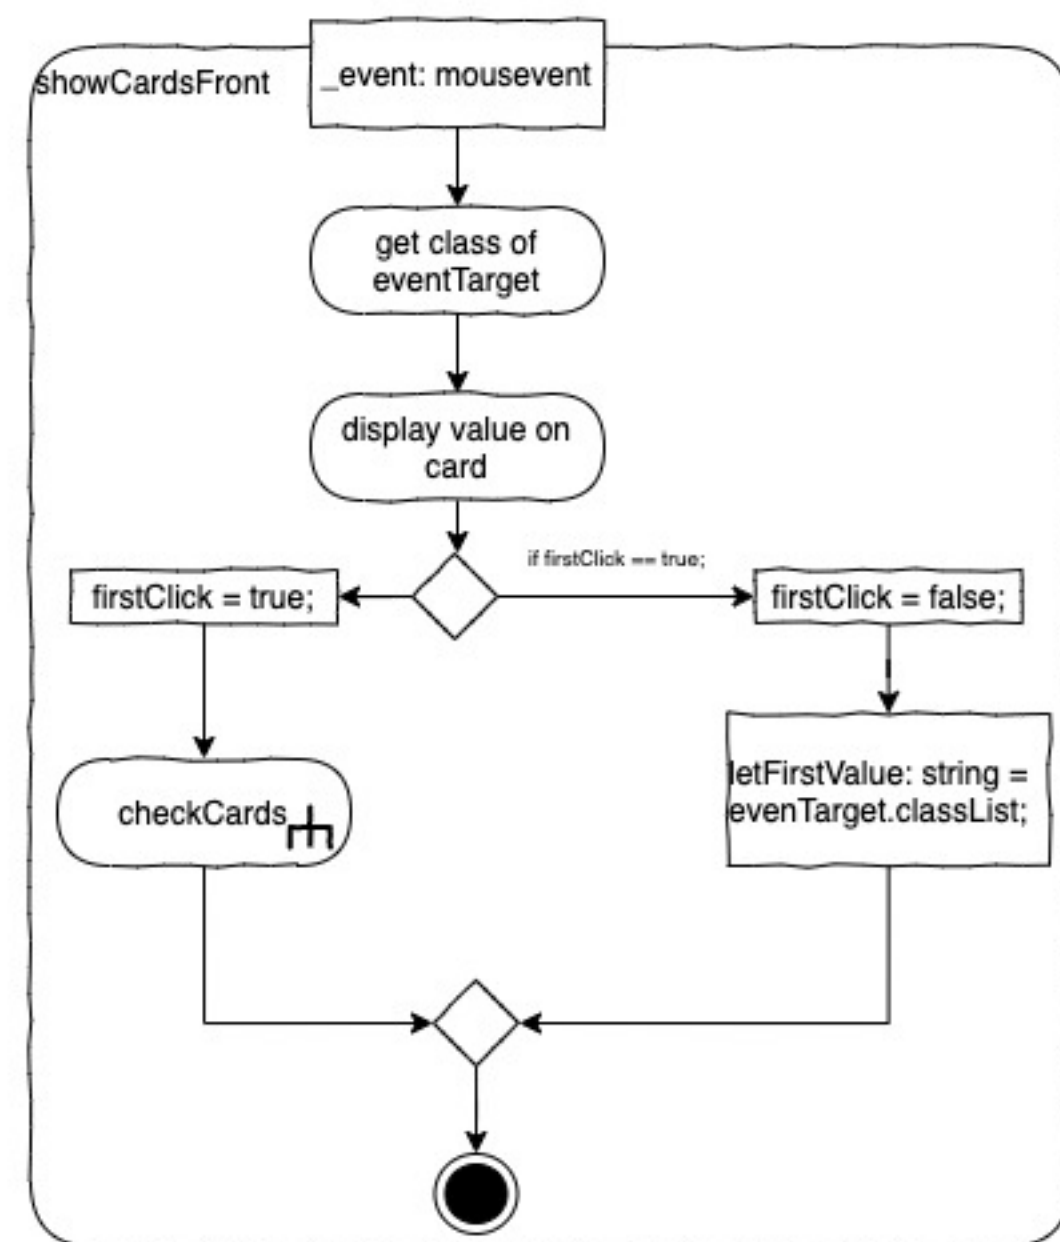 showCardsFront
_event: mousevent
get class of
eventTarget
display value on
card
if firstClick == true;
firstClick = true;
firstClick = false;
letFirstValue: string =
evenTarget.classList;
checkCards